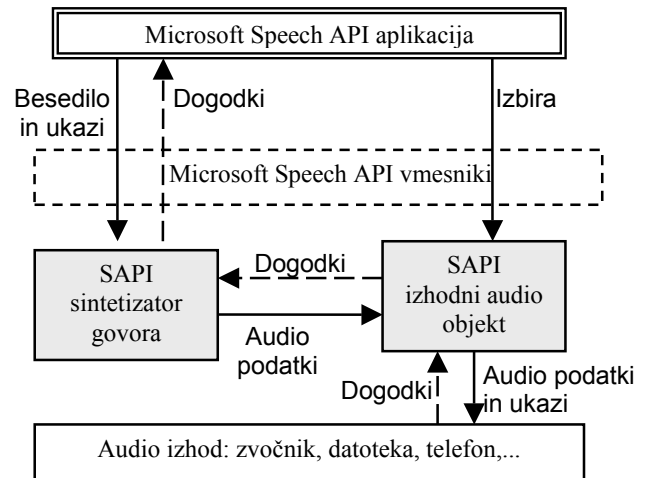 Microsoft Speech API aplikacija
Besedilo
in ukazi
Dogodki
Izbira
Microsoft Speech API vmesniki
SAPI
sintetizator
govora
Dogodki
SAPI
izhodni audio
objekt
Audio
podatki
Dogodki
Audio podatki
in ukazi
Audio izhod: zvočnik, datoteka, telefon,...